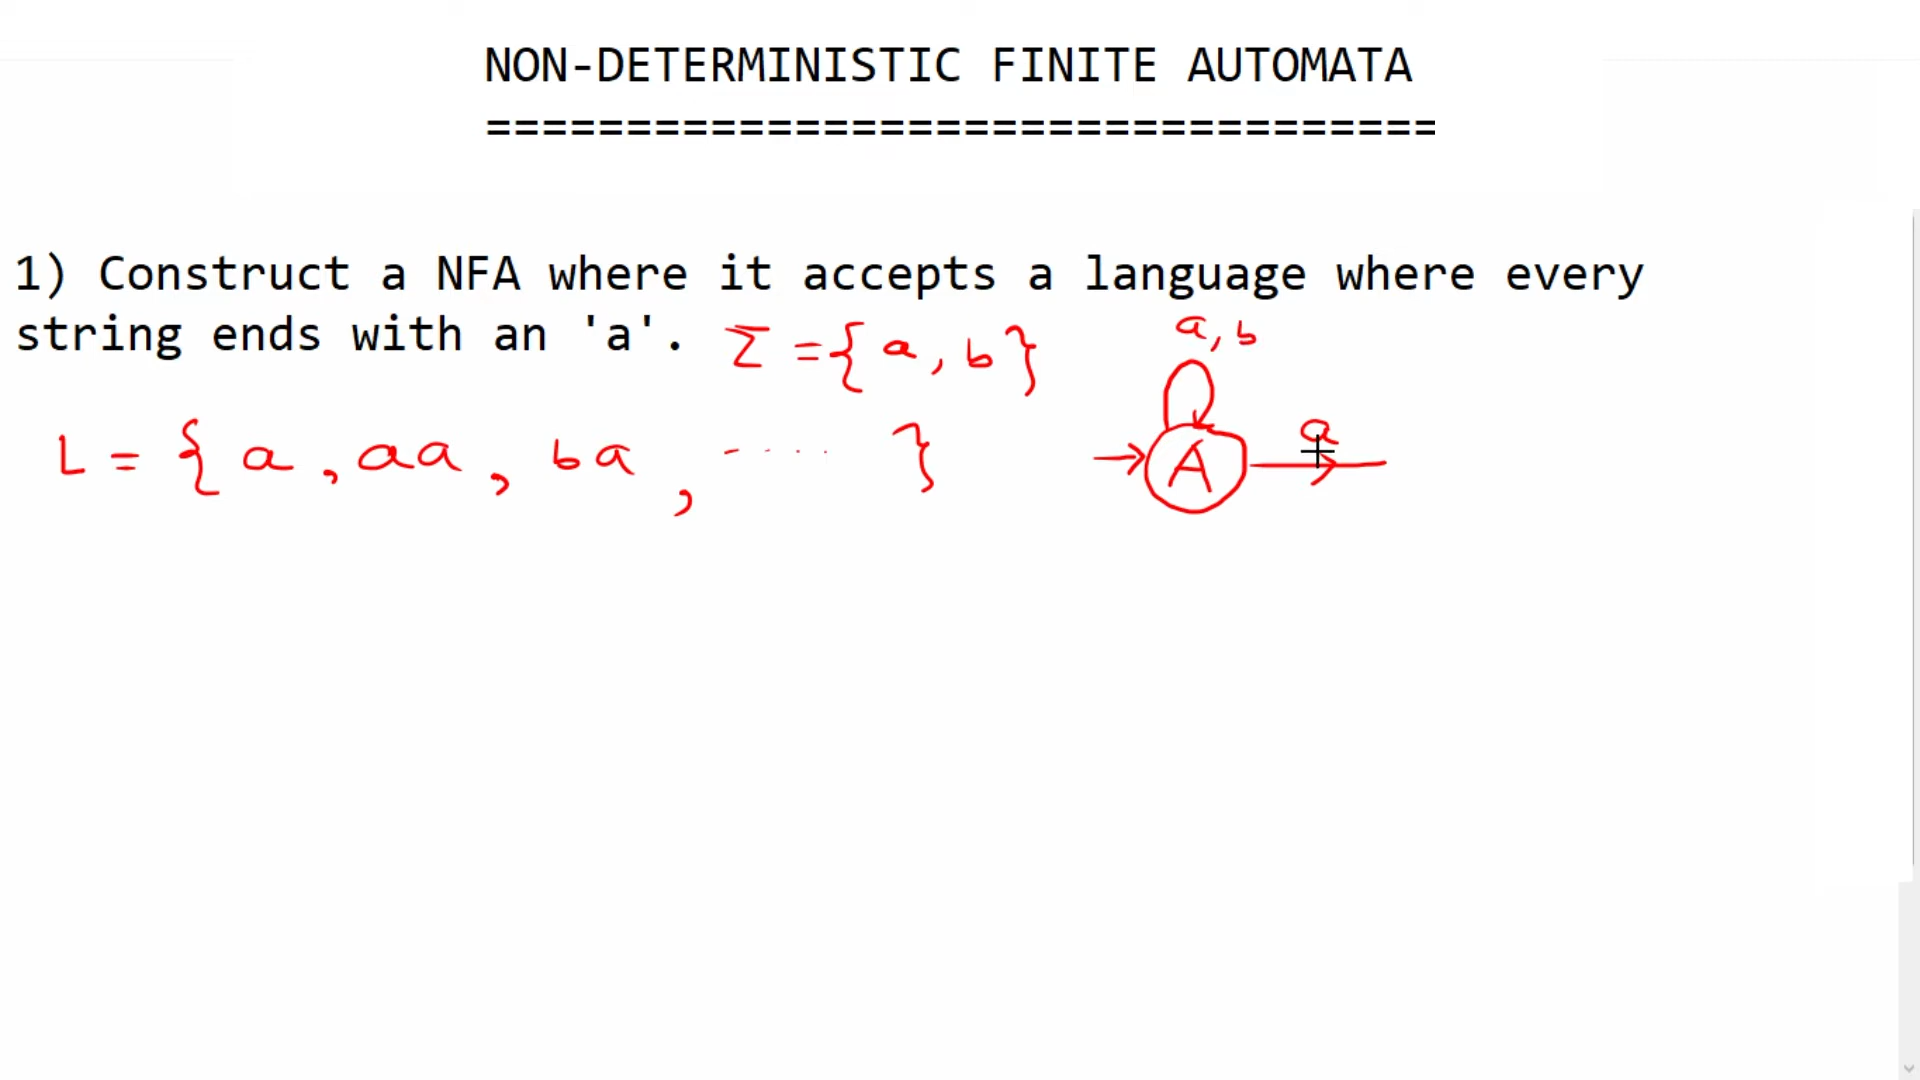 NON-DETERMINISTIC FINITE AUTOMATA
==================================
1) Construct a NFA where it accepts a language where every
string ends with an 'a'. Σ = {a, b}
a, b
L = {a, aa, ba, ..... }
A
a